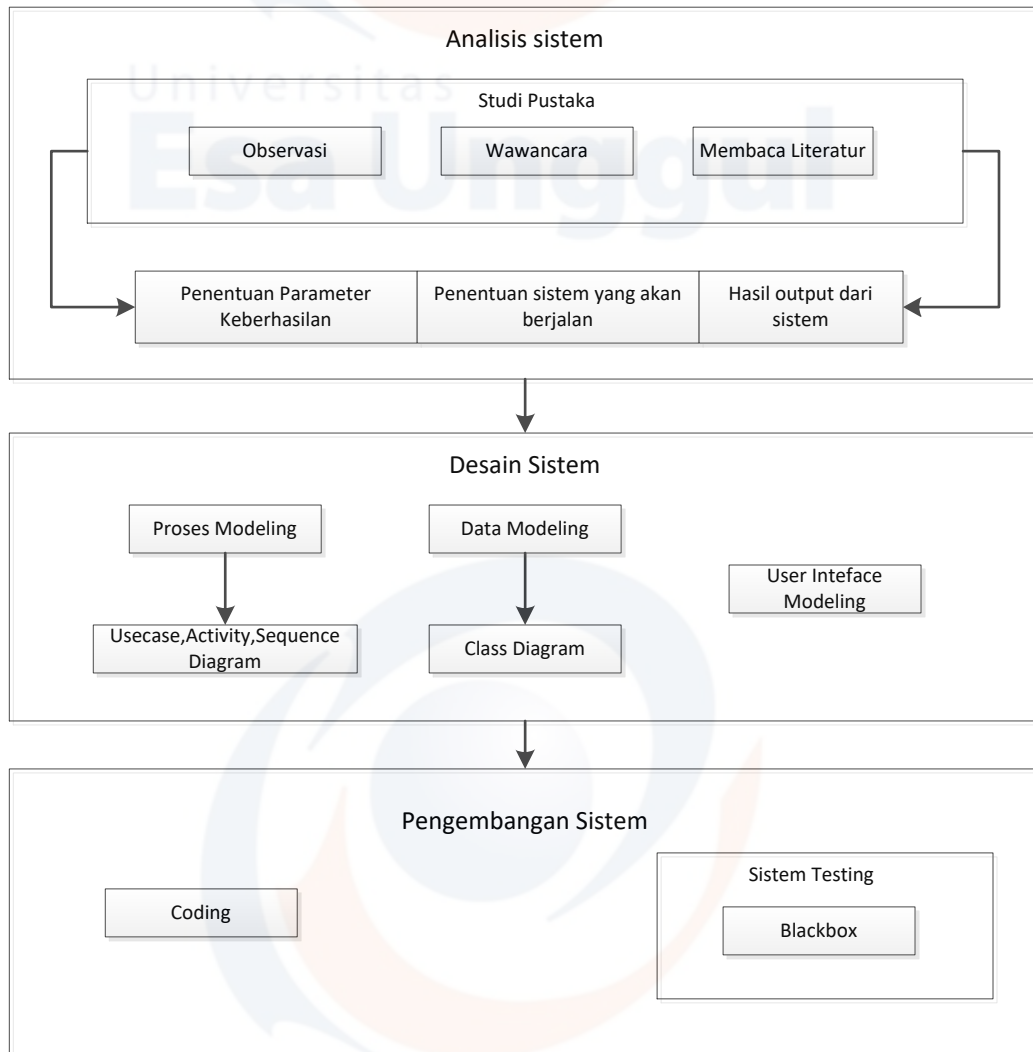 Analisis sistem
Universitas
Esa Unggul
Studi Pustaka
Observasi
Wawancara
Membaca Literatur
Penentuan Parameter
Keberhasilan
Penentuan sistem yang akan
berjalan
Hasil output dari
sistem
Desain Sistem
Proses Modeling
Data Modeling
User Inteface
Modeling
Usecase,Activity,Sequence
Diagram
Class Diagram
Pengembangan Sistem
Sistem Testing
Coding
Blackbox